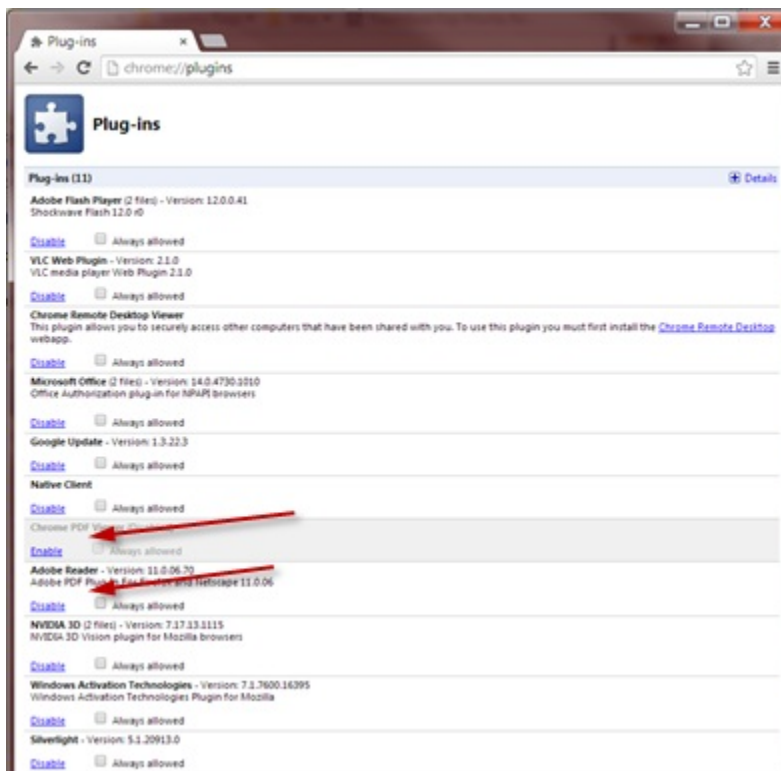 Plug-ins
chrome://plugins
Plug-ins
Plug-ins (11)
Details
Adobe Flash Player (2 files) - Version: 12.0.0.41
Shockwave Flash 12.0 r0
Disable Always allowed
VLC Web Plugin - Version: 2.1.0
VLC media player Web Plugin 2.1.0
Disable Always allowed
Chrome Remote Desktop Viewer
This plugin allows you to securely access other computers that have been shared with you. To use this plugin you must first install the Chrome Remote Desktop
webapp.
Disable Always allowed
Microsoft Office (2 files) - Version: 14.0.4730.1010
Office Authorization plug-in for NPAPI browsers
Disable Always allowed
Google Update - Version: 1.3.22.3
Disable Always allowed
Native Client
Disable Always allowed
Chrome PDF Viewer (Disabled)
Enable Always allowed
Adobe Reader - Version: 11.0.06.70
Adobe PDF Plug-In For Firefox and Netscape 11.0.06
Disable Always allowed
NVIDIA 3D (2 files) - Version: 7.17.13.1115
NVIDIA 3D Vision plugin for Mozilla browsers
Disable Always allowed
Windows Activation Technologies - Version: 7.1.7600.16395
Windows Activation Technologies Plugin for Mozilla
Disable Always allowed
Silverlight - Version: 5.1.20913.0
Disable Always allowed